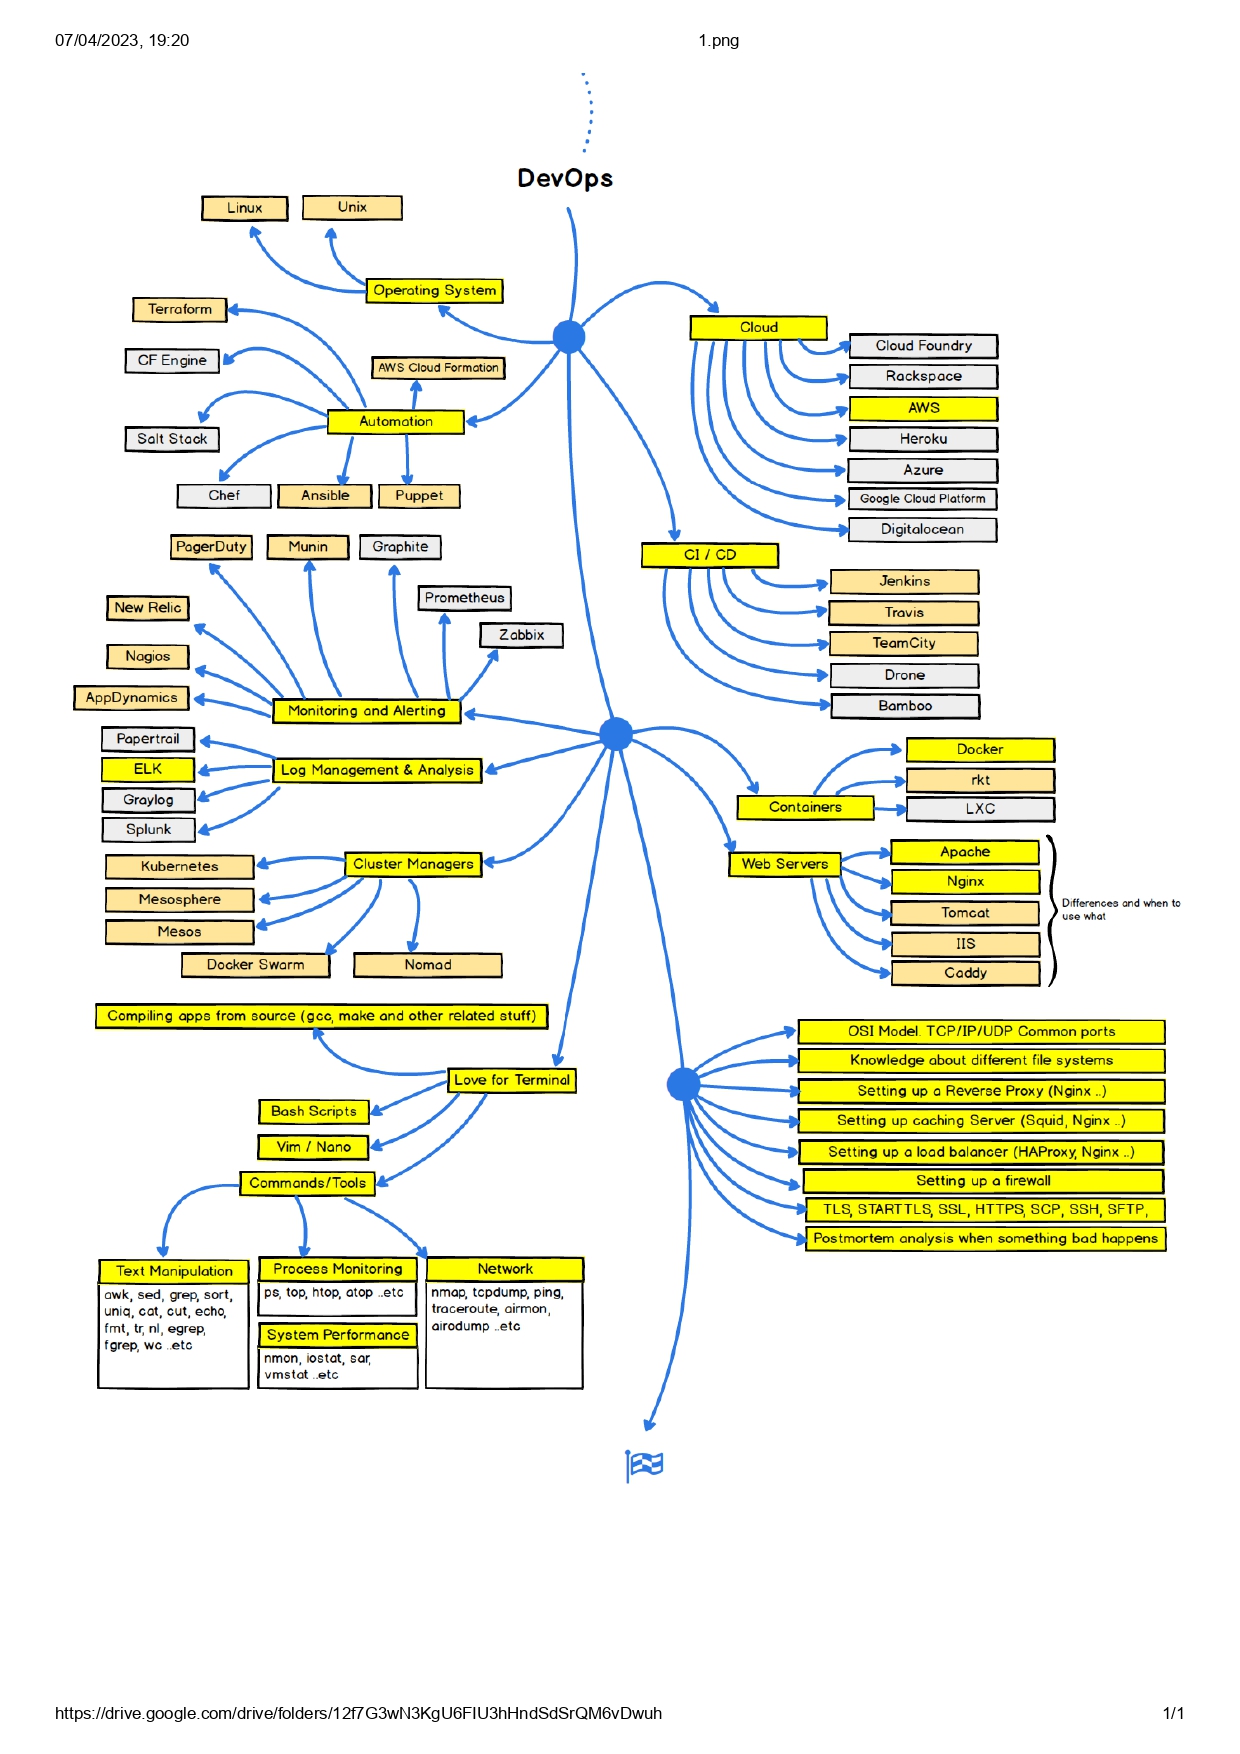 07/04/2023, 19:20
1.png
DevOps
Linux
Unix
Operating System
Terraform
CF Engine
AWS Cloud Formation
Automation
Salt Stack
Chef
Ansible
Puppet
Cloud
Cloud Foundry
Rackspace
AWS
Heroku
Azure
Google Cloud Platform
Digitalocean
CI / CD
Jenkins
Travis
TeamCity
Drone
Bamboo
PagerDuty
Munin
Graphite
Prometheus
Zabbix
New Relic
Nagios
AppDynamics
Monitoring and Alerting
Papertrail
ELK
Log Management & Analysis
Graylog
Splunk
Containers
Docker
rkt
LXC
Kubernetes
Cluster Managers
Mesosphere
Mesos
Docker Swarm
Nomad
Web Servers
Apache
Nginx
Tomcat
IIS
Caddy
Differences and when to
use what
Compiling apps from source (gcc, make and other related stuff)
Love for Terminal
Bash Scripts
Vim / Nano
Commands/Tools
OSI Model. TCP/IP/UDP Common ports
Knowledge about different file systems
Setting up a Reverse Proxy (Nginx ..)
Setting up caching Server (Squid, Nginx ..)
Setting up a load balancer (HAProxy, Nginx ..)
Setting up a firewall
TLS, STARTTLS, SSL, HTTPS, SCP, SSH, SFTP,
Postmortem analysis when something bad happens
Text Manipulation
awk, sed, grep, sort,
uniq, cat, cut, echo,
fmt, tr, nl, egrep,
fgrep, wc ..etc
Process Monitoring
ps, top, htop, atop ..etc
System Performance
nmon, iostat, sar,
vmstat ..etc
Network
nmap, tcpdump, ping,
traceroute, airmon,
airodump ..etc
https://drive.google.com/drive/folders/12f7G3wN3KgU6FIU3hHndSdSrQM6vDwuh
1/1